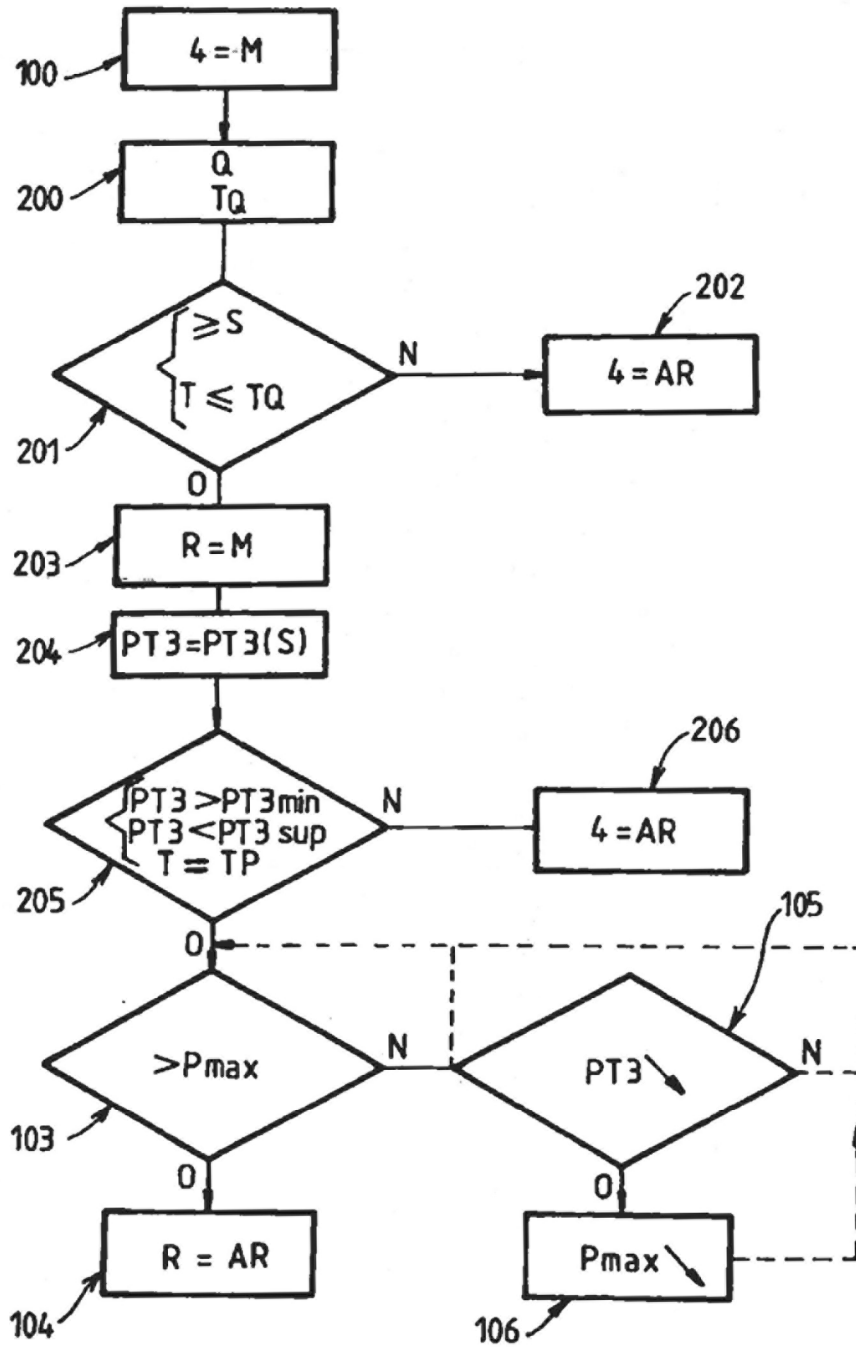 4 = M
100
Q
TQ
200
≥ S
T ≤ TQ
201
N
202
4 = AR
O
R = M
203
PT3=PT3(S)
204
PT3 >PT3min
PT3 <PT3 sup
T = TP
205
N
206
4 = AR
O
105
>Pmax
103
N
PT3
N
O
R = AR
104
O
Pmax
106